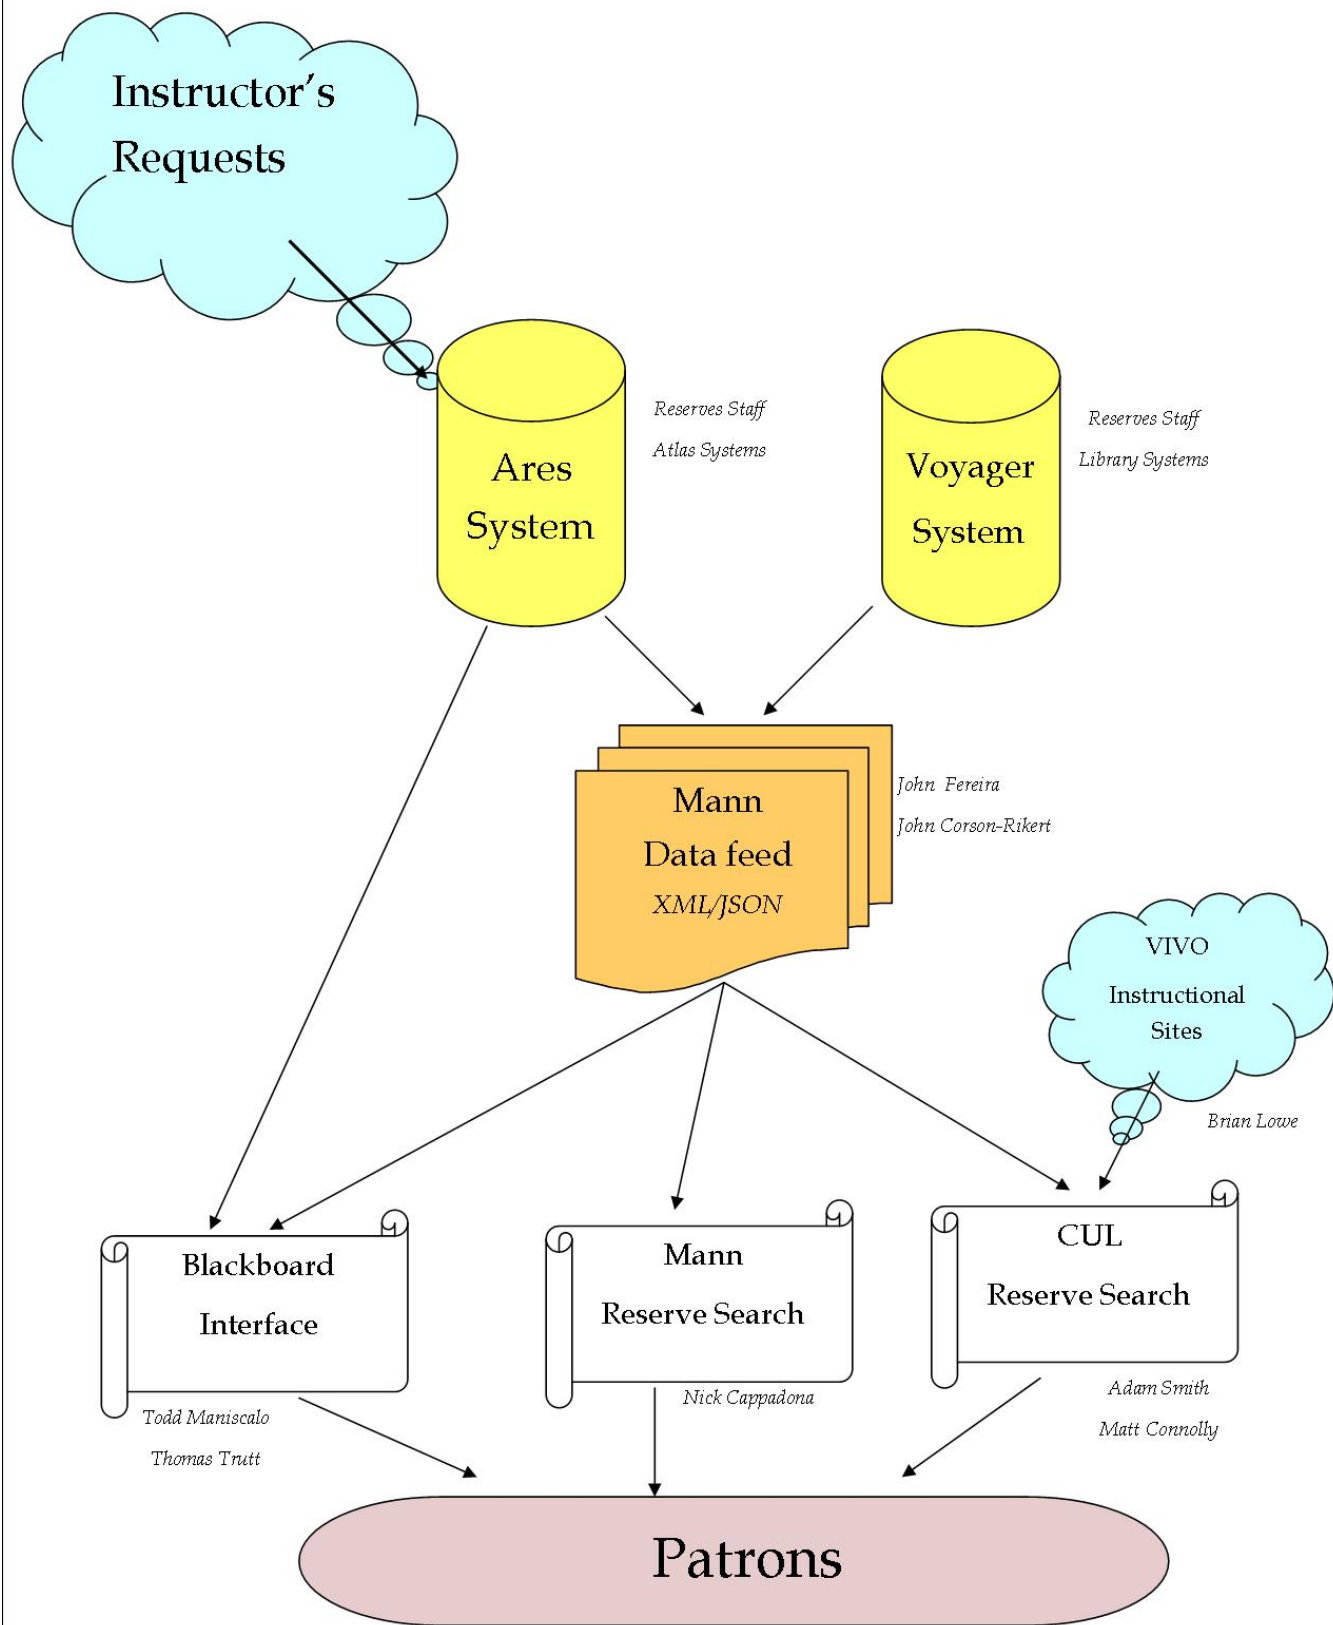 Instructor's
Requests
Ares
System
Reserves Staff
Atlas Systems
Voyager
System
Reserves Staff
Library Systems
Mann
Data feed
XML/JSON
John Fereira
John Corson-Rikert
VIVO
Instructional
Sites
Brian Lowe
Blackboard
Interface
Todd Maniscalo
Thomas Trutt
Mann
Reserve Search
Nick Cappadona
CUL
Reserve Search
Adam Smith
Matt Connolly
Patrons